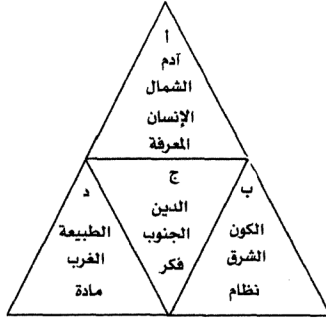 أ
آدم
الشمال
الإنسان
المعرفة
ب
الكون
الشرق
نظام
ج
الدين
الجنوب
فكر
د
الطبيعة
الغرب
مادة